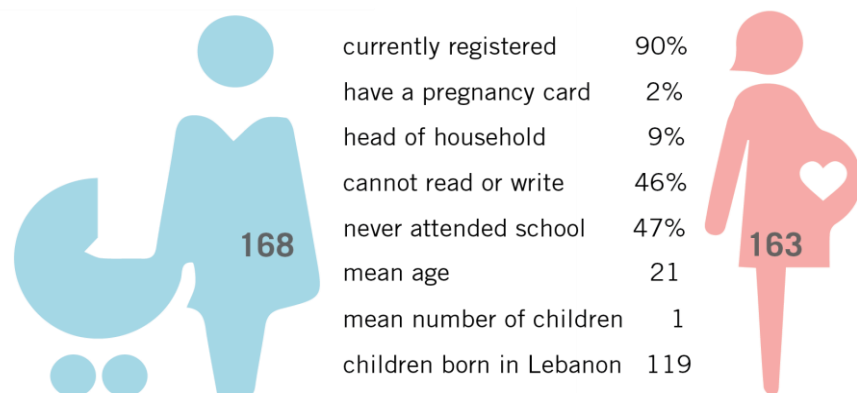 currently registered 90%
have a pregnancy card 2%
head of household 9%
cannot read or write 46%
168 never attended school 47% 163
mean age 21
mean number of children 1
children born in Lebanon 119